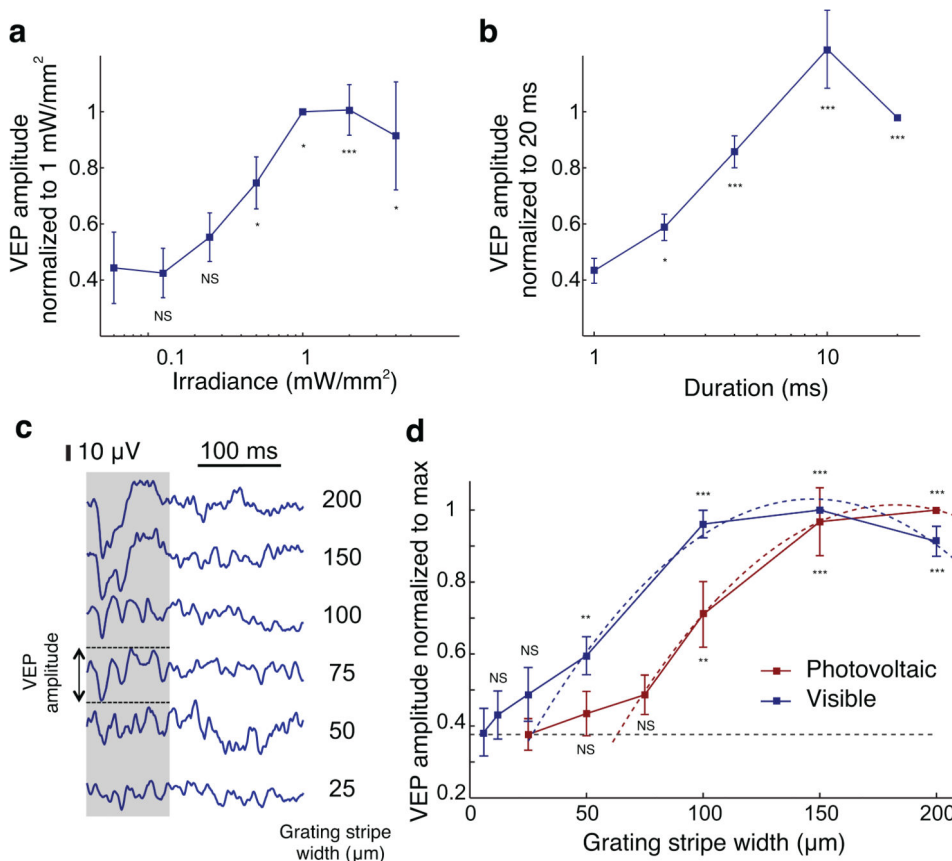 a
VEP amplitude
normalized to 1 mW/mm²
1
0.8
0.6
0.4
NS
NS
*
*
***
*
0.1
1
Irradiance (mW/mm²)
b
VEP amplitude
normalized to 20 ms
1
0.8
0.6
0.4
*
***
***
***
1
10
Duration (ms)
c
10 µV
100 ms
200
150
100
75
50
25
VEP
amplitude
Grating stripe
width (µm)
d
VEP amplitude normalized to max
1
0.8
0.6
0.4
0.2
NS
NS
**
***
***
***
NS
NS
**
***
***
Photovoltaic
Visible
0
50
100
150
200
Grating stripe width (µm)